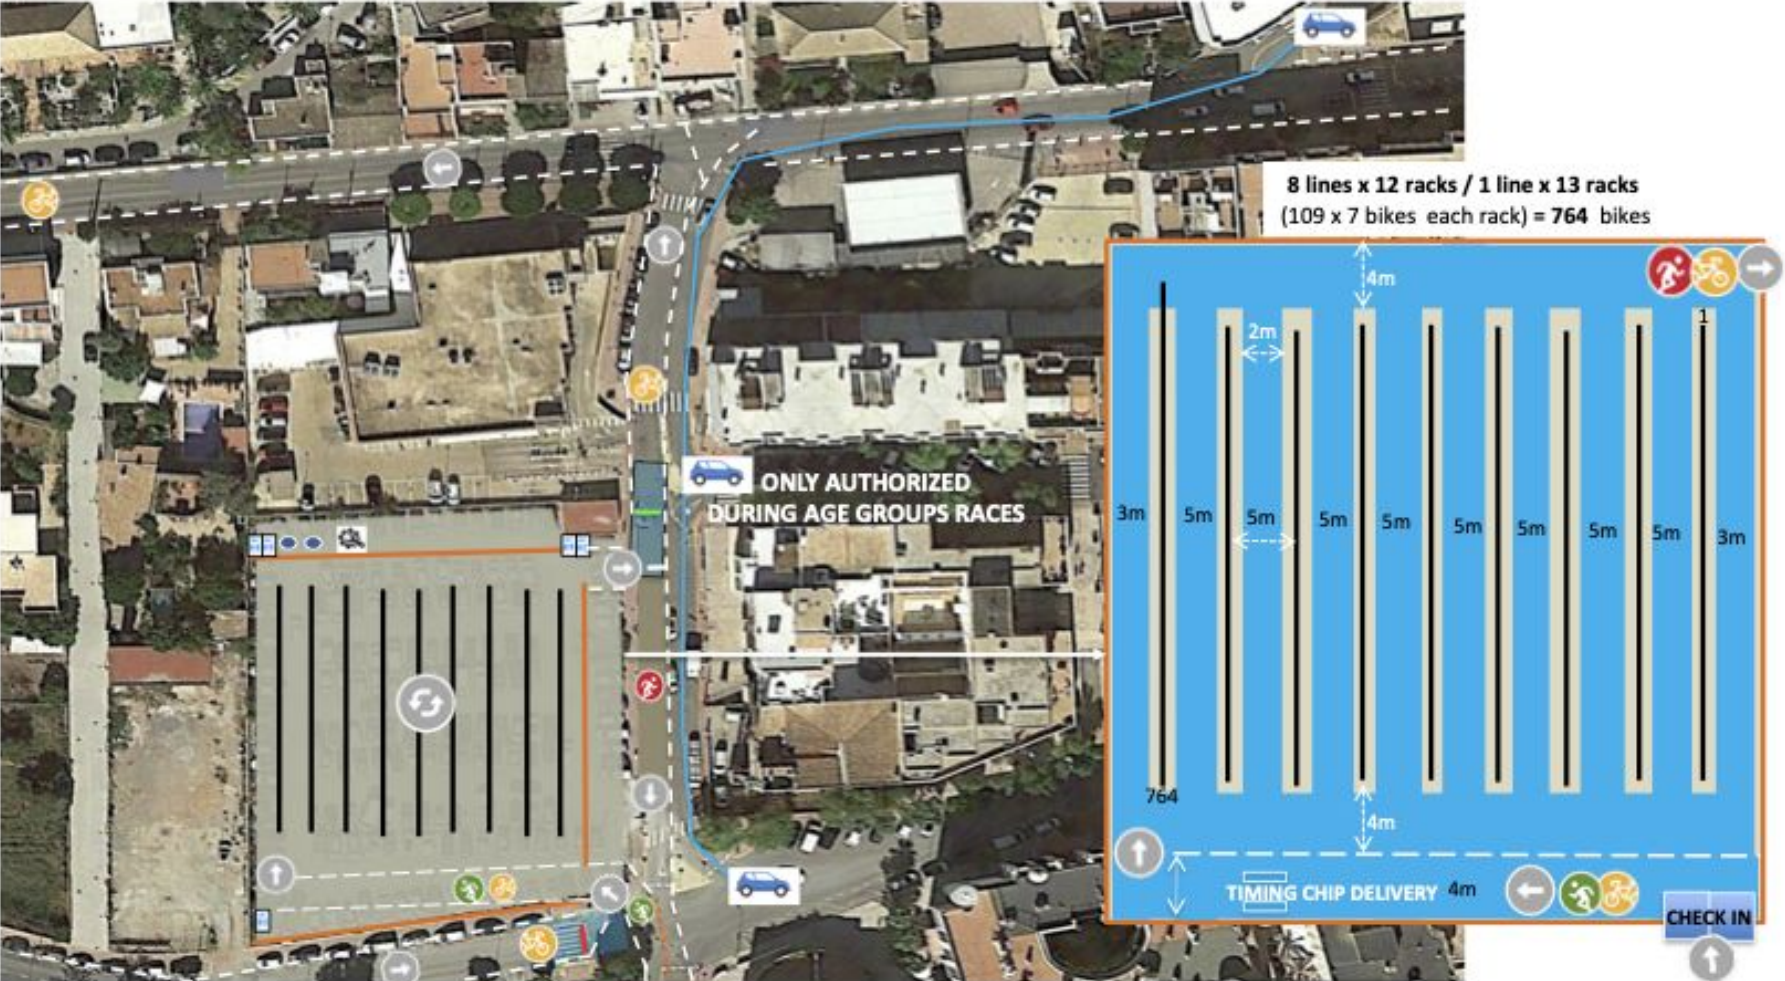 8 lines x 12 racks / 1 line x 13 racks
(109 x 7 bikes each rack) = 764 bikes
4m
1
2m
ONLY AUTHORIZED
DURING AGE GROUPS RACES
3m
5m
5m
5m
5m
5m
5m
5m
5m
3m
764
4m
TIMING CHIP DELIVERY
4m
CHECK IN